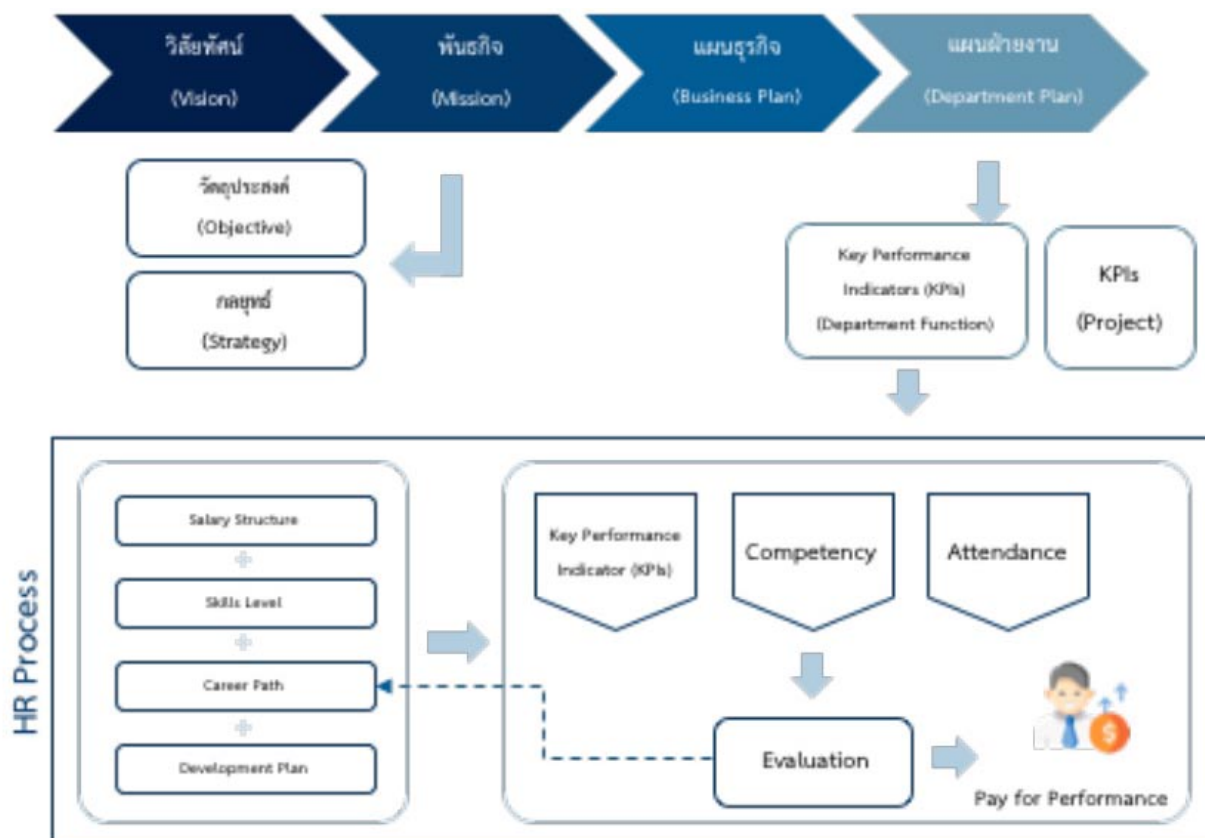 วิสัยทัศน์
(Vision)
พันธกิจ
(Mission)
แผนธุรกิจ
(Business Plan)
แผนฝ่ายงาน
(Department Plan)
วัตถุประสงค์
(Objective)
กลยุทธ์
(Strategy)
Key Performance
Indicators (KPIs)
(Department Function)
KPIs
(Project)
HR Process
Salary Structure
Skills Level
Career Path
Development Plan
Key Performance
Indicator (KPIs)
Competency
Attendance
Evaluation
$
Pay for Performance